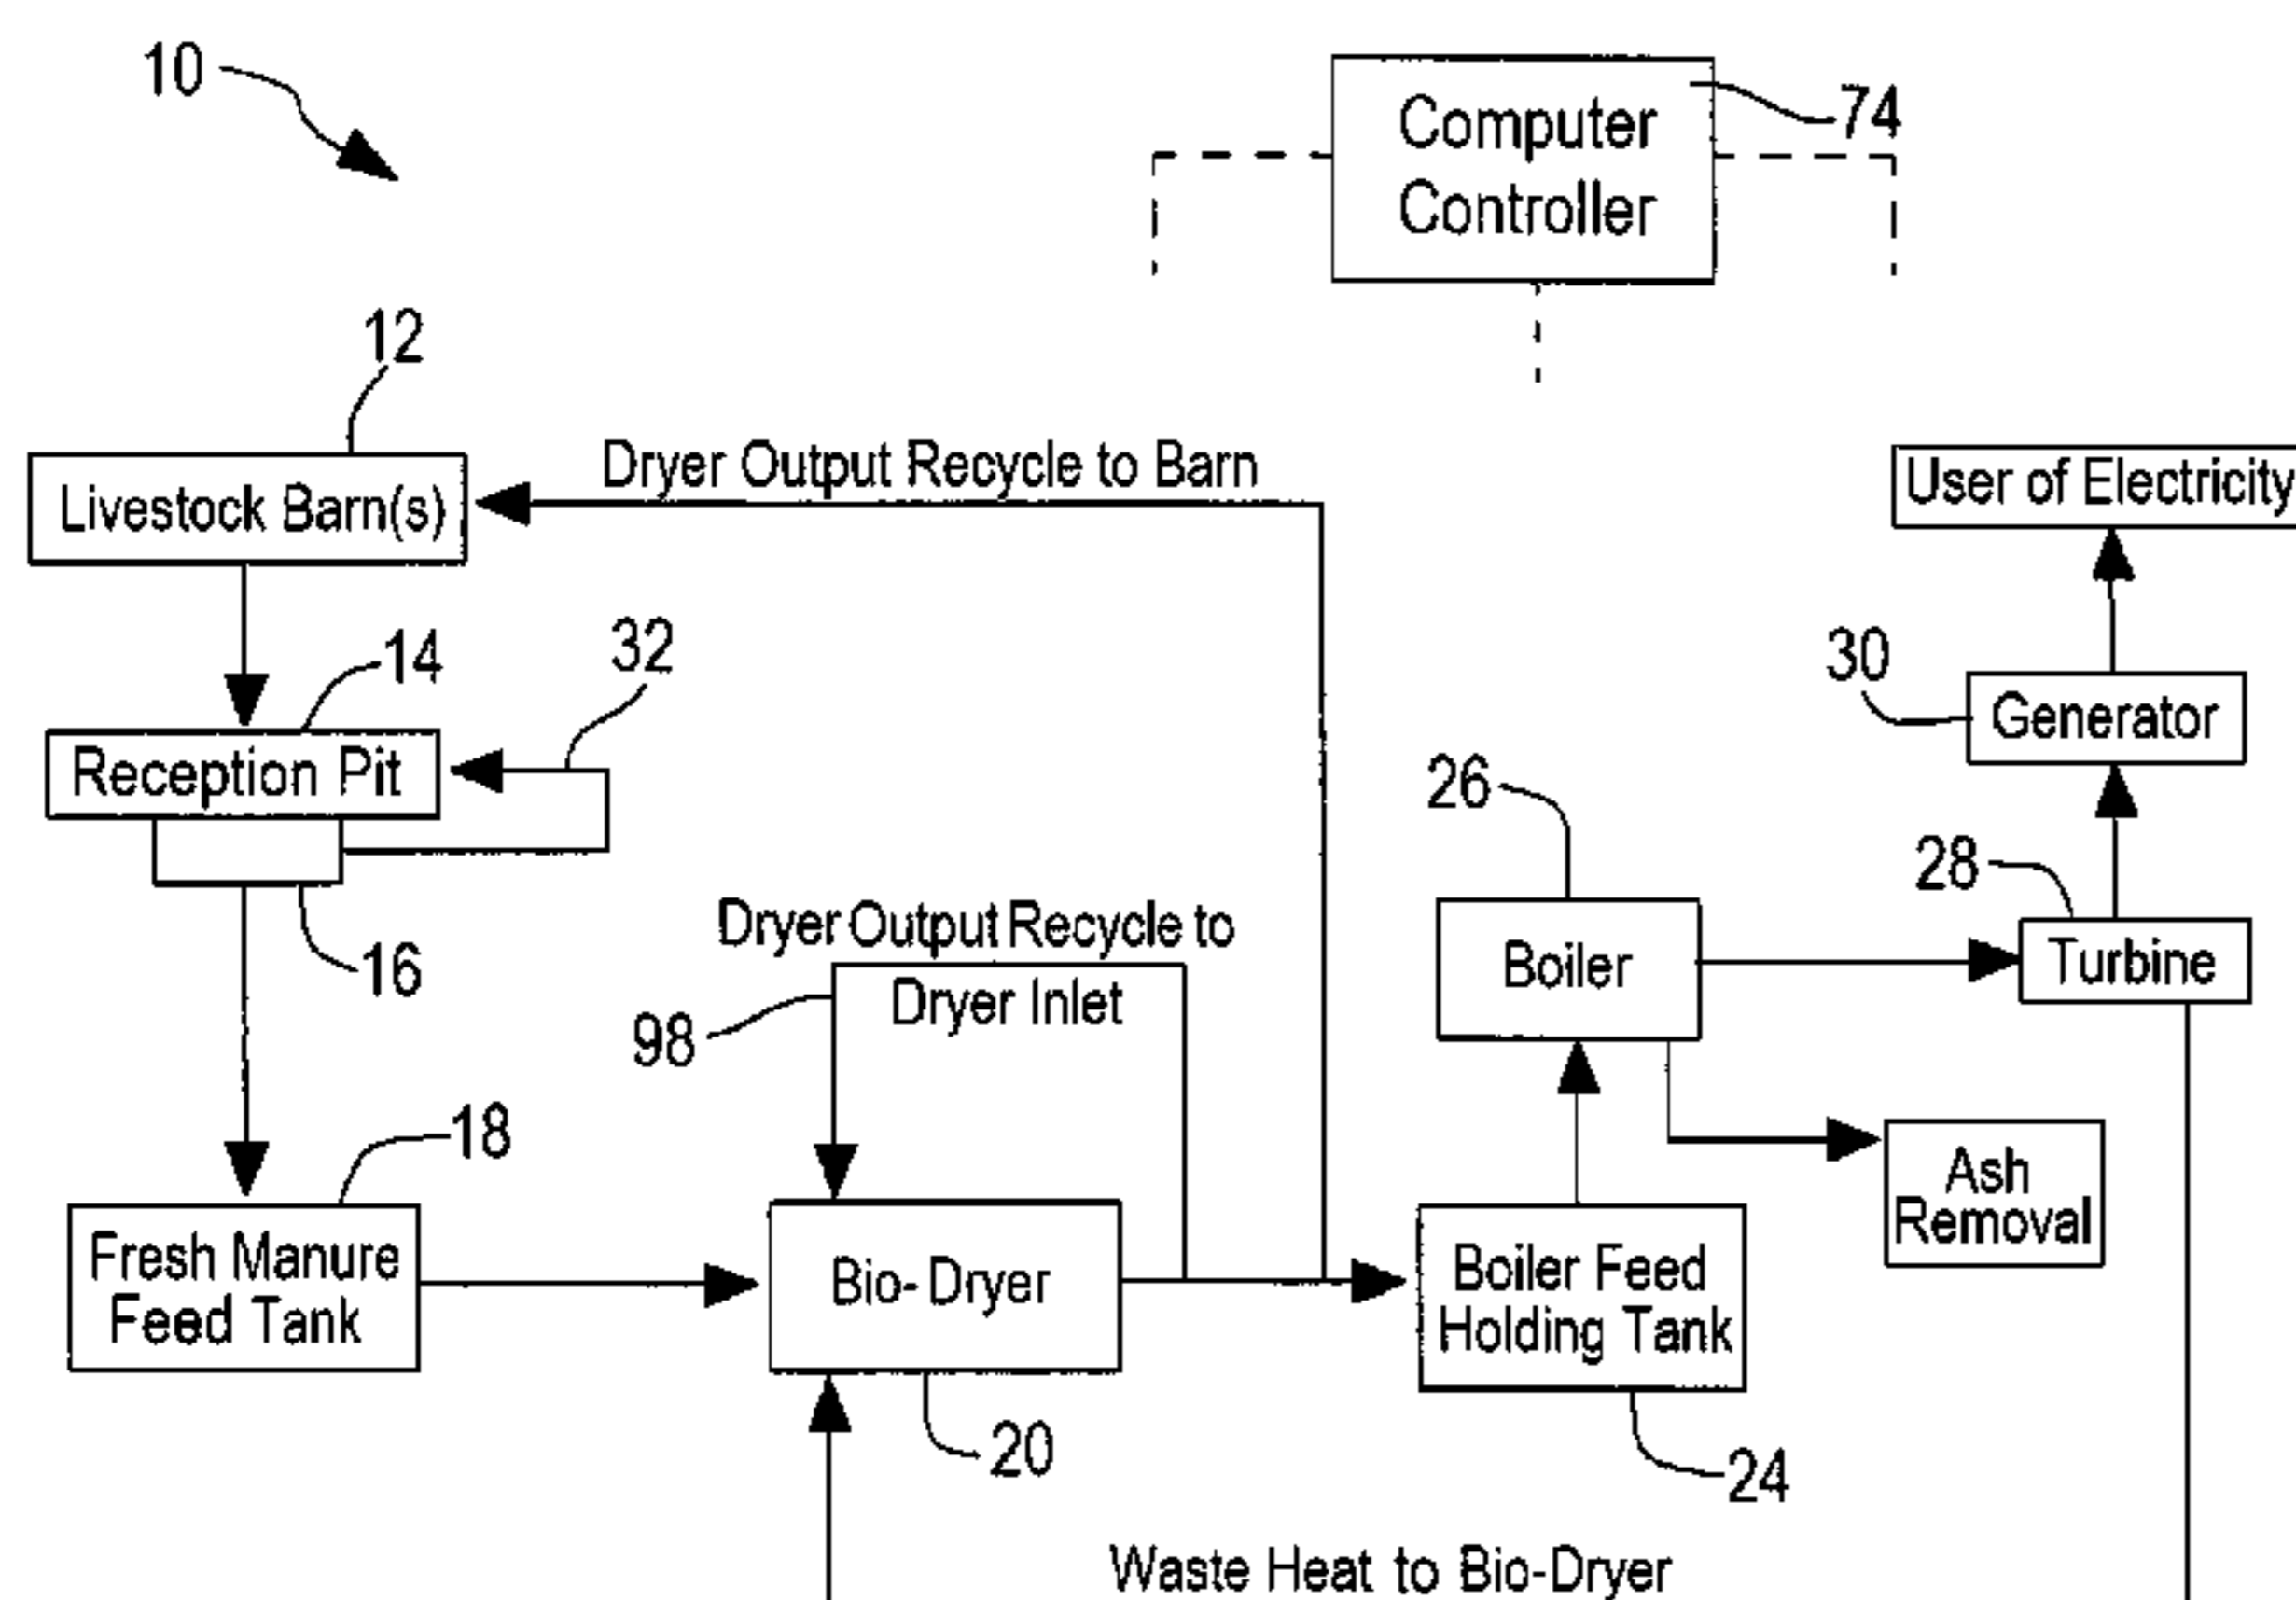 10
Computer
Controller
74
12
Livestock Barn(s)
Dryer Output Recycle to Barn
User of Electricity
14
32
Reception Pit
30
Generator
26
28
16
Dryer Output Recycle to
Dryer Inlet
98
Boiler
Turbine
18
Fresh Manure
Feed Tank
Bio-Dryer
Boiler Feed
Holding Tank
Ash
Removal
20
24
Waste Heat to Bio-Dryer